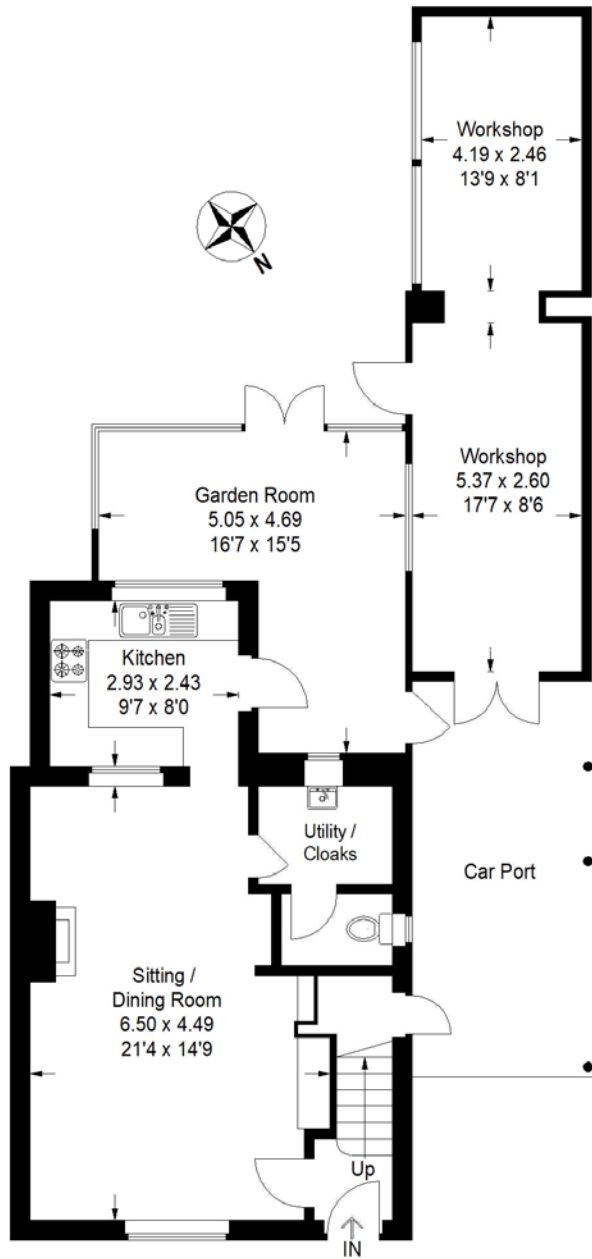 Workshop
4.19 x 2.46
13'9 x 8'1
N
Workshop
5.37 x 2.60
17'7 x 8'6
Garden Room
5.05 x 4.69
16'7 x 15'5
Kitchen
2.93 x 2.43
9'7 x 8'0
Utility /
Cloaks
Car Port
Sitting /
Dining Room
6.50 x 4.49
21'4 x 14'9
Up
IN